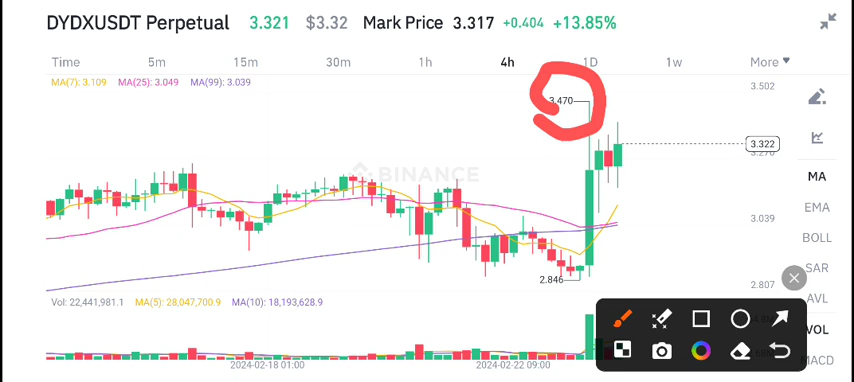 DYDXUSDT Perpetual 3.321 $3.32 Mark Price 3.317 +0.404 +13.85%
Time 5m 15m 30m 1h 4h 1D 1w More
MA(7): 3.109 MA(25): 3.049 MA(99): 3.039
3.502
3.470
3.322
3.270
BINANCE
MA
EMA
3.039
BOLL
SAR
2.846
2.807
AVL
Vol: 22,441,981.1 MA(5): 28,047,700.9 MA(10): 18,193,628.9
VOL
MACD
2024-02-18 01:00 2024-02-22 09:00